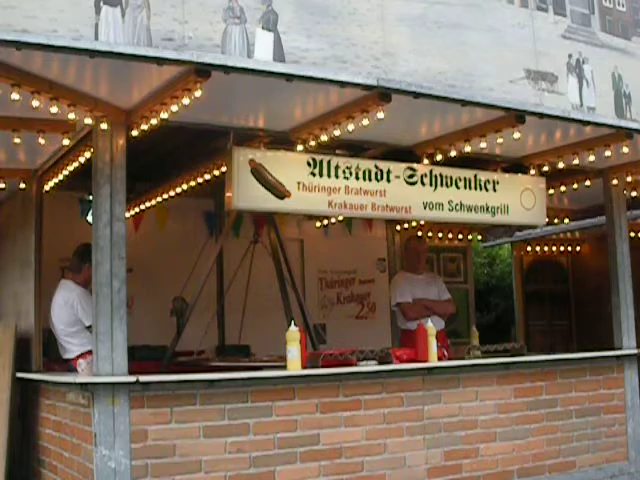 Altstadt-Schwenker
Thüringer Bratwurst
Krakauer Bratwurst vom Schwenkgrill
Thüringer
Krakauer
2.50